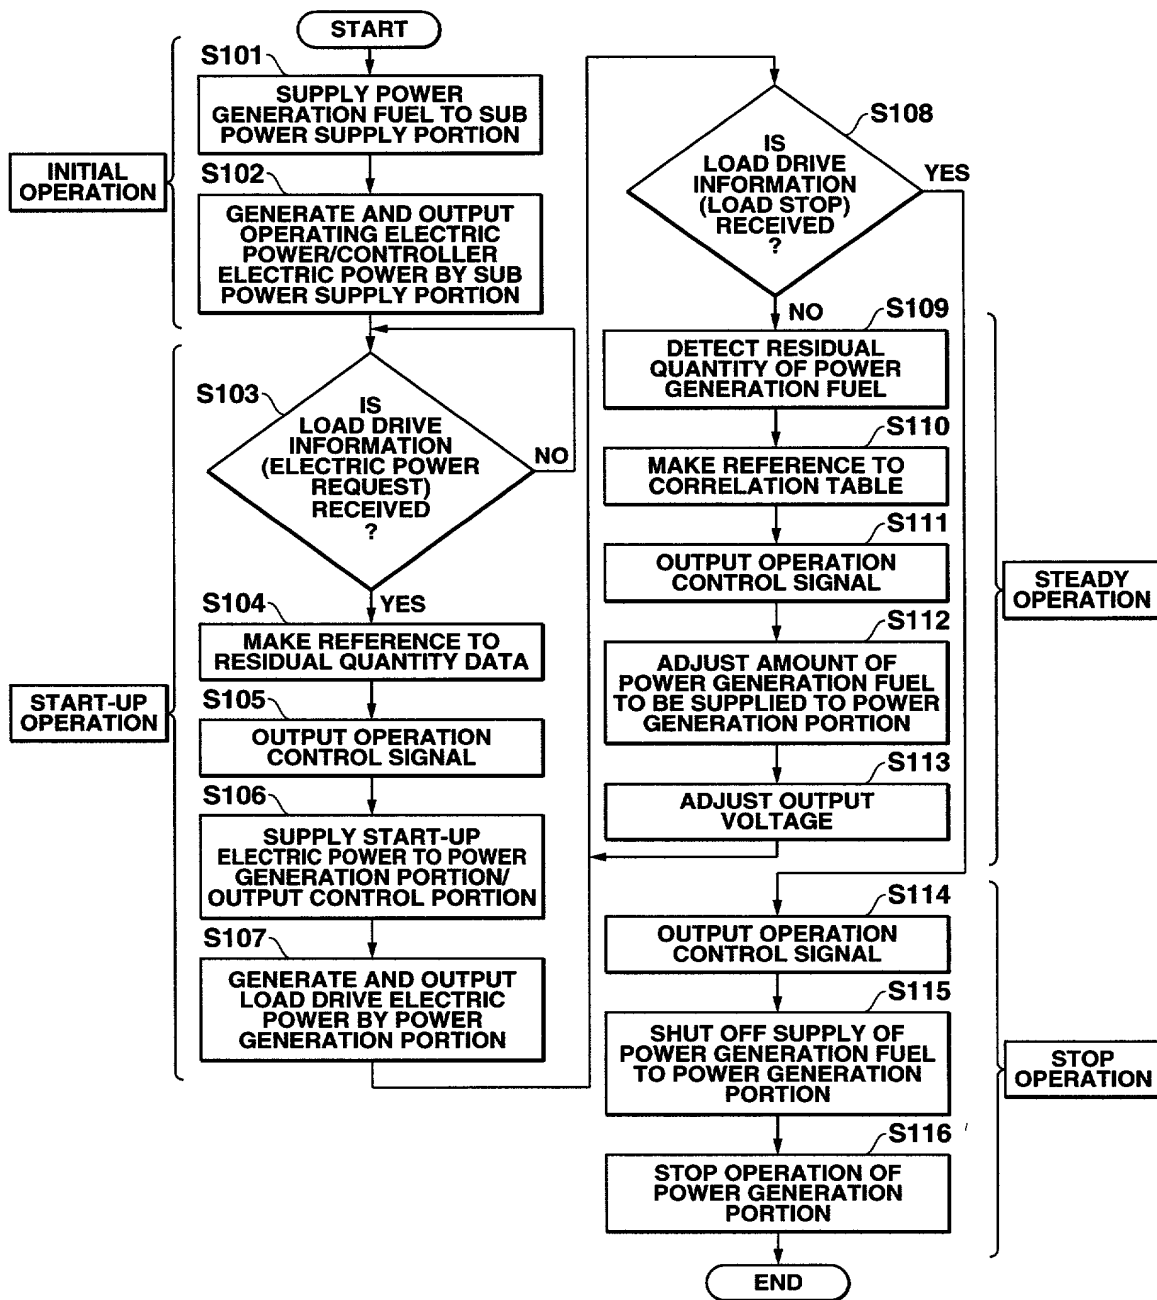 START
S101
SUPPLY POWER
GENERATION FUEL TO SUB
POWER SUPPLY PORTION
INITIAL
OPERATION
S102
GENERATE AND OUTPUT
OPERATING ELECTRIC
POWER/CONTROLLER
ELECTRIC POWER BY SUB
POWER SUPPLY PORTION
S103
IS
LOAD DRIVE
INFORMATION
(ELECTRIC POWER
REQUEST)
RECEIVED
?
NO
YES
S104
MAKE REFERENCE TO
RESIDUAL QUANTITY DATA
START-UP
OPERATION
S105
OUTPUT OPERATION
CONTROL SIGNAL
S106
SUPPLY START-UP
ELECTRIC POWER TO POWER
GENERATION PORTION/
OUTPUT CONTROL PORTION
S107
GENERATE AND OUTPUT
LOAD DRIVE ELECTRIC
POWER BY POWER
GENERATION PORTION
S108
IS
LOAD DRIVE
INFORMATION
(LOAD STOP)
RECEIVED
?
YES
NO
S109
DETECT RESIDUAL
QUANTITY OF POWER
GENERATION FUEL
S110
MAKE REFERENCE TO
CORRELATION TABLE
S111
OUTPUT OPERATION
CONTROL SIGNAL
STEADY
OPERATION
S112
ADJUST AMOUNT OF
POWER GENERATION FUEL
TO BE SUPPLIED TO POWER
GENERATION PORTION
S113
ADJUST OUTPUT
VOLTAGE
S114
OUTPUT OPERATION
CONTROL SIGNAL
S115
SHUT OFF SUPPLY OF
POWER GENERATION FUEL
TO POWER GENERATION
PORTION
STOP
OPERATION
S116
STOP OPERATION OF
POWER GENERATION
PORTION
END